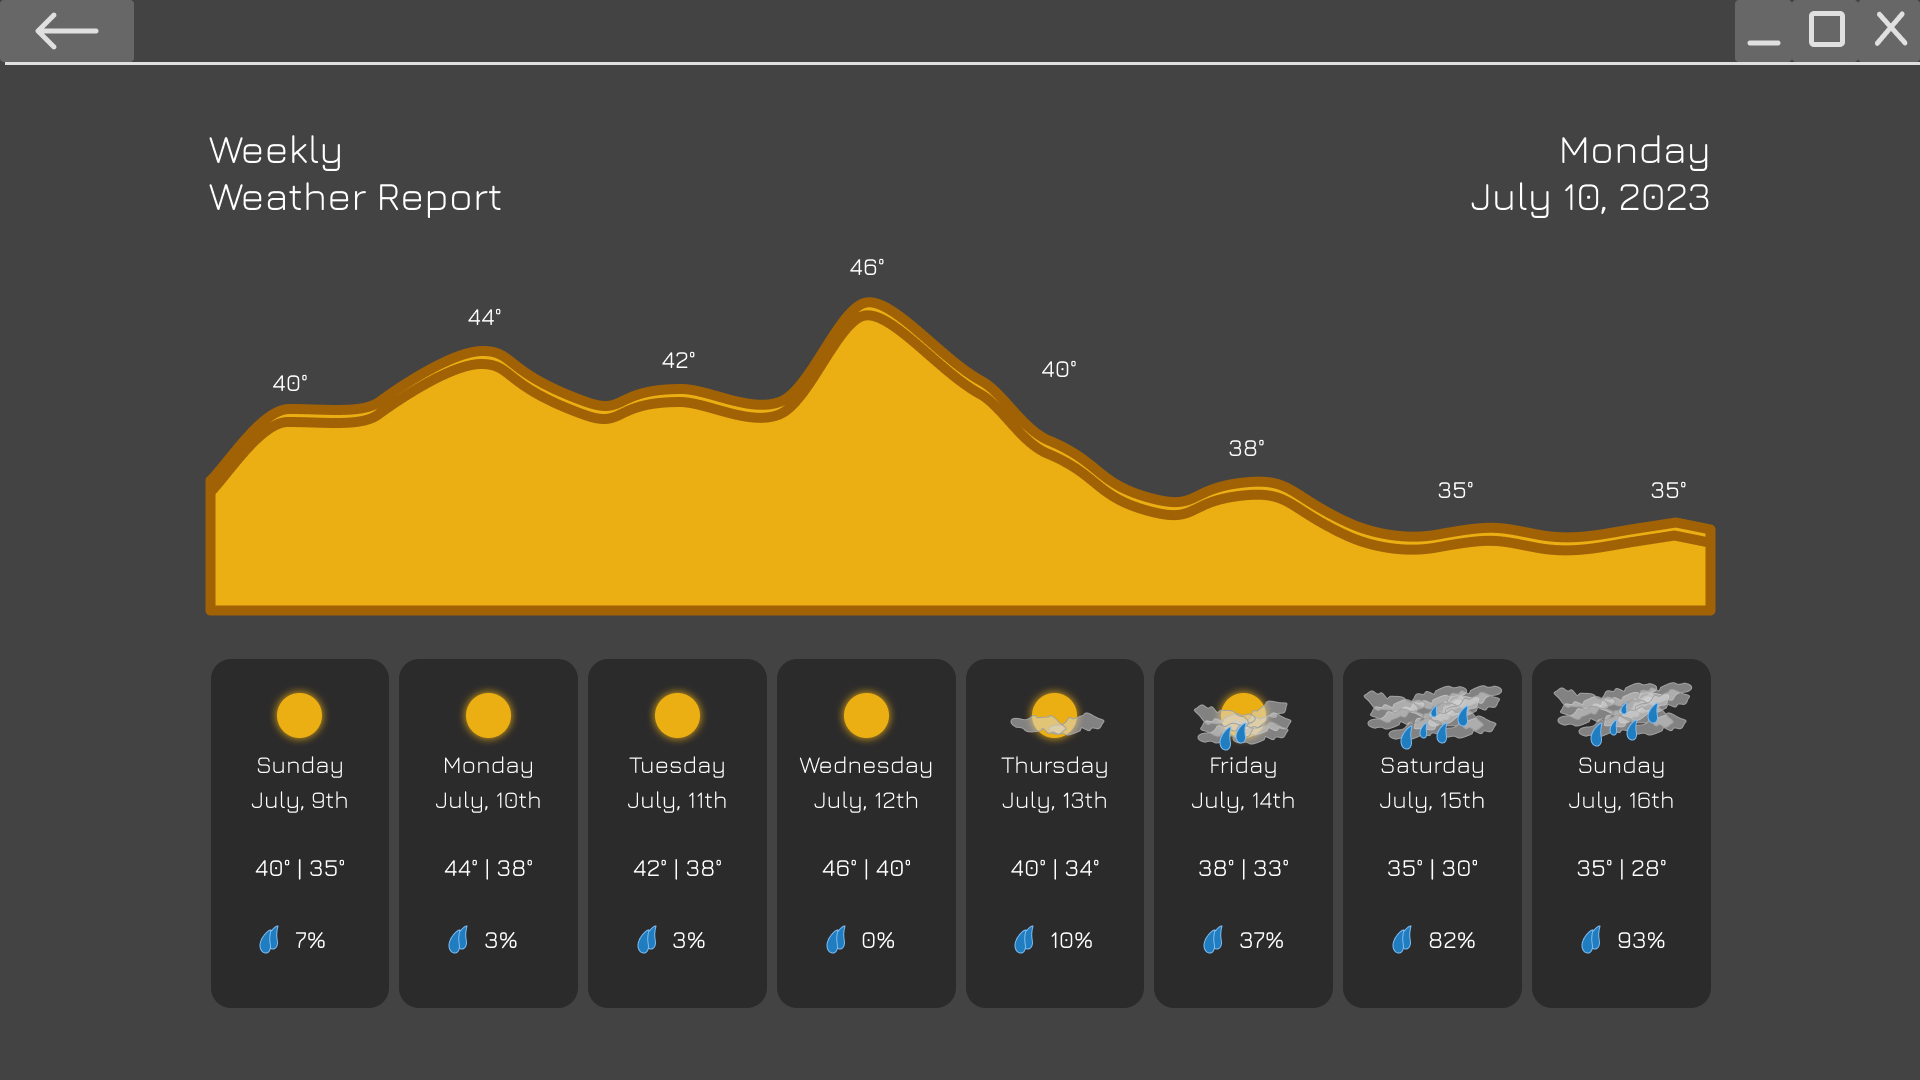 Weekly
Weather Report
Monday
July 10, 2023
40°
44°
42°
46°
40°
38°
35°
35°
Sunday
July, 9th
40° | 35°
7%
Monday
July, 10th
44° | 38°
3%
Tuesday
July, 11th
42° | 38°
3%
Wednesday
July, 12th
46° | 40°
0%
Thursday
July, 13th
40° | 34°
10%
Friday
July, 14th
38° | 33°
37%
Saturday
July, 15th
35° | 30°
82%
Sunday
July, 16th
35° | 28°
93%